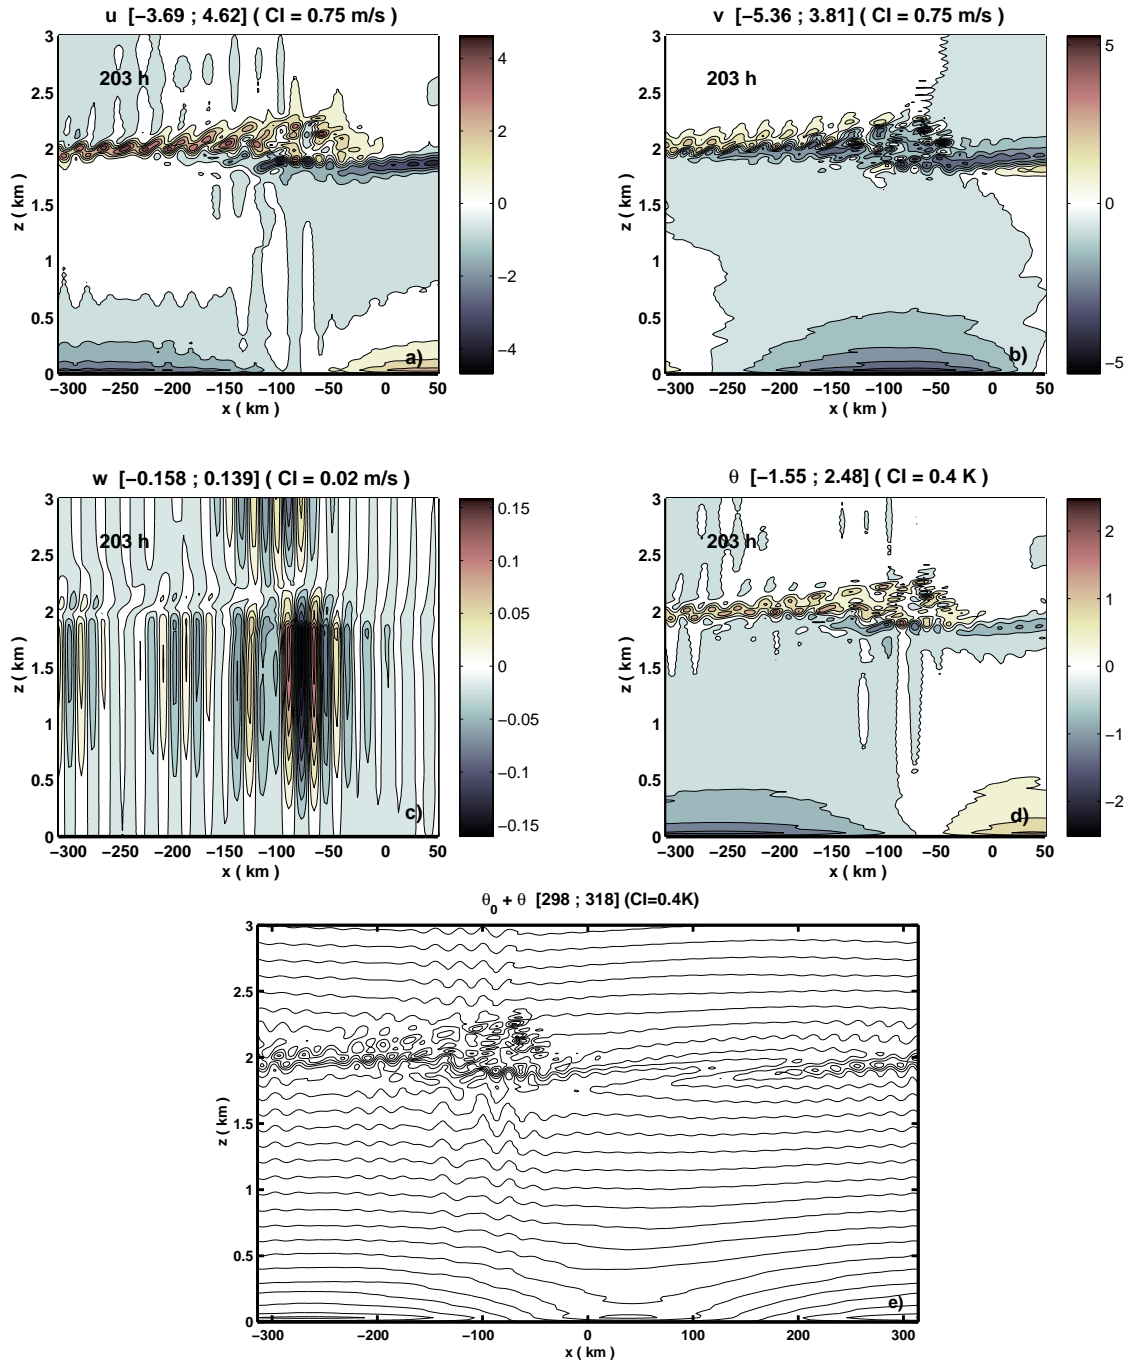 u [−3.69 ; 4.62] ( CI = 0.75 m/s )
203 h
a)
3
2.5
2
1.5
1
0.5
0
z ( km )
−300 −250 −200 −150 −100 −50 0 50
x ( km )
4
2
0
−2
−4
v [−5.36 ; 3.81] ( CI = 0.75 m/s )
203 h
b)
3
2.5
2
1.5
1
0.5
0
z ( km )
−300 −250 −200 −150 −100 −50 0 50
x ( km )
5
0
−5
w [−0.158 ; 0.139] ( CI = 0.02 m/s )
203 h
c)
3
2.5
2
1.5
1
0.5
0
z ( km )
−300 −250 −200 −150 −100 −50 0 50
x ( km )
0.15
0.1
0.05
0
−0.05
−0.1
−0.15
θ [−1.55 ; 2.48] ( CI = 0.4 K )
203 h
d)
3
2.5
2
1.5
1
0.5
0
z ( km )
−300 −250 −200 −150 −100 −50 0 50
x ( km )
2
1
0
−1
−2
θ0 + θ [298 ; 318] (CI=0.4K)
e)
3
2.5
2
1.5
1
0.5
0
z ( km )
−300 −200 −100 0 100 200 300
x ( km )